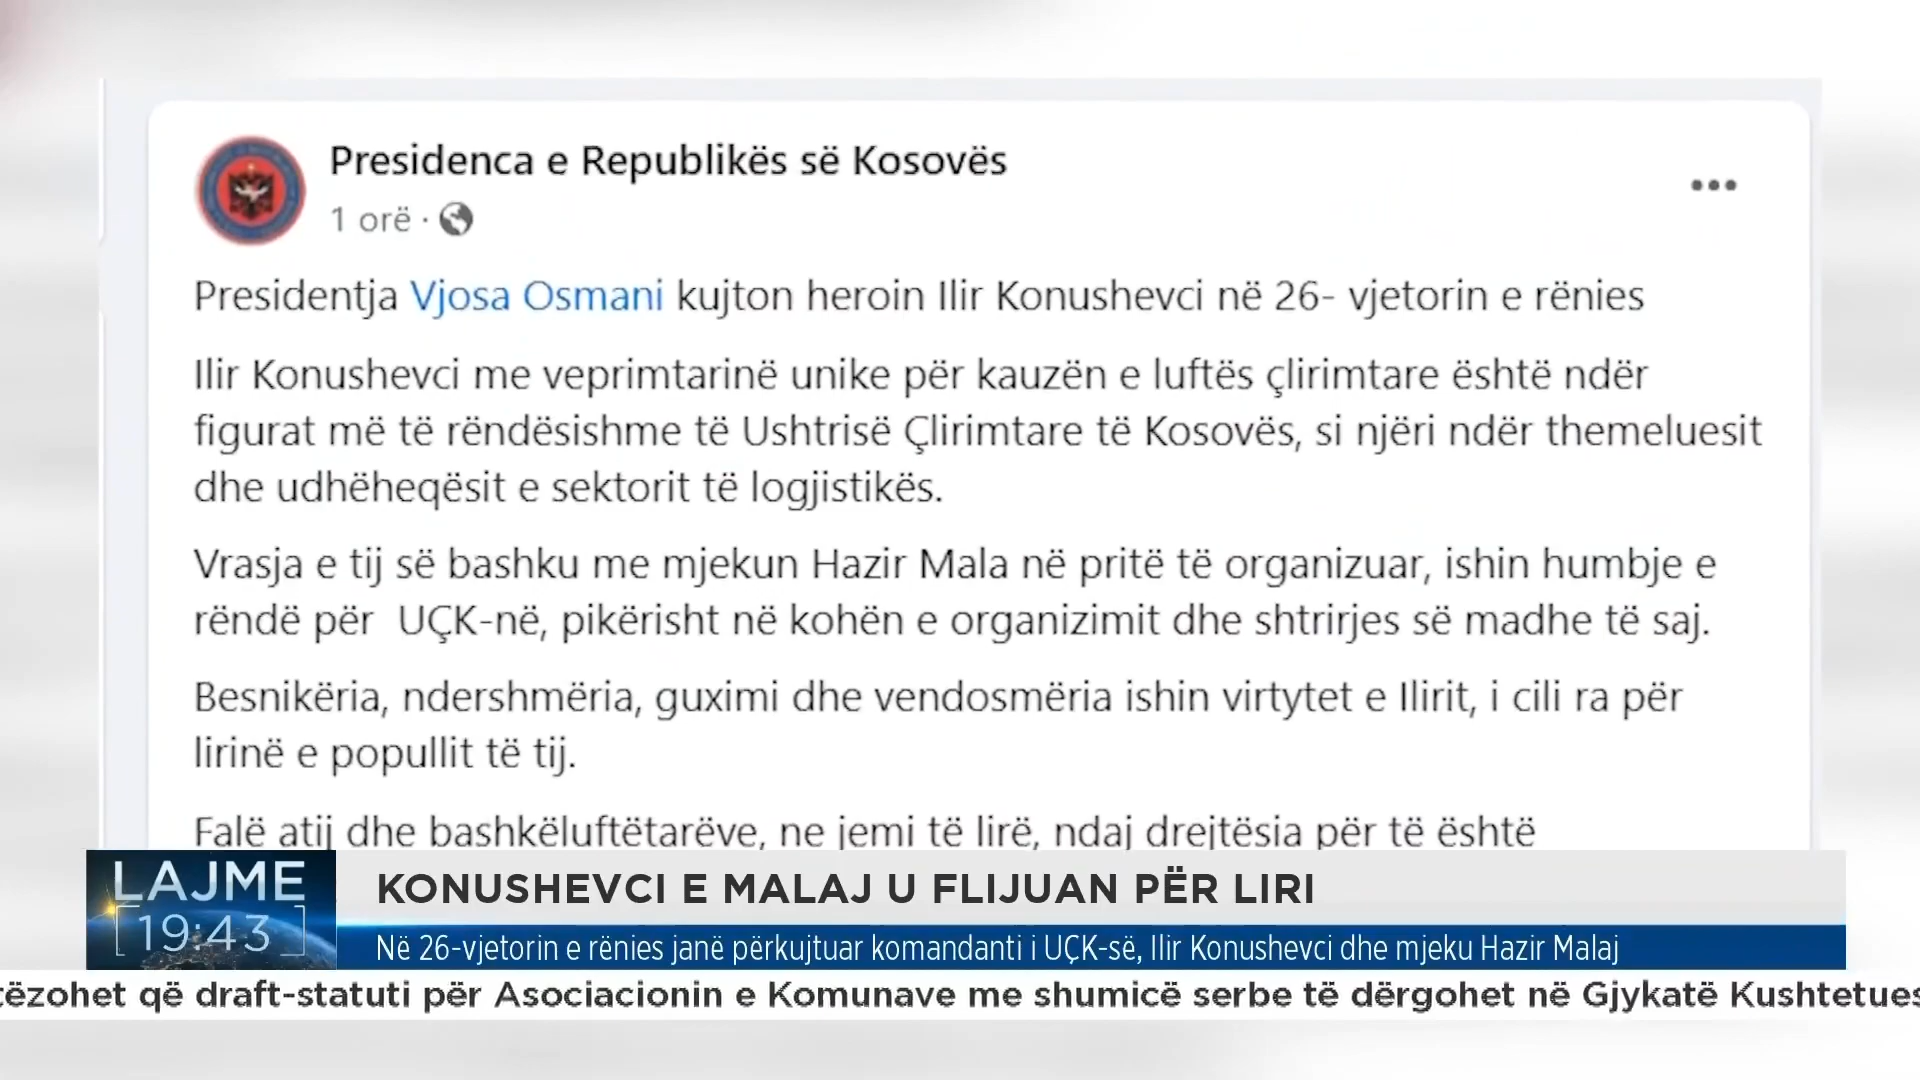 Presidenca e Republikës së Kosovës
1 orë ·
Presidentja Vjosa Osmani kujton heroin Ilir Konushevci në 26- vjetorin e rënies
Ilir Konushevci me veprimtarinë unike për kauzën e luftës çlirimtare është ndër
figurat më të rëndësishme të Ushtrisë Çlirimtare të Kosovës, si njëri ndër themeluesit
dhe udhëheqësit e sektorit të logjistikës.
Vrasja e tij së bashku me mjekun Hazir Mala në pritë të organizuar, ishin humbje e
rëndë për  UÇK-në, pikërisht në kohën e organizimit dhe shtrirjes së madhe të saj.
Besnikëria, ndershmëria, guximi dhe vendosmëria ishin virtytet e Ilirit, i cili ra për
lirinë e popullit të tij.
Falë atij dhe bashkëluftëtarëve, ne jemi të lirë, ndaj drejtësia për të është
LAJME
19:43
KONUSHEVCI E MALAJ U FLIJUAN PËR LIRI
Në 26-vjetorin e rënies janë përkujtuar komandanti i UÇK-së, Ilir Konushevci dhe mjeku Hazir Malaj
tëzohet që draft-statuti për Asociacionin e Komunave me shumicë serbe të dërgohet në Gjykatë Kushtetues